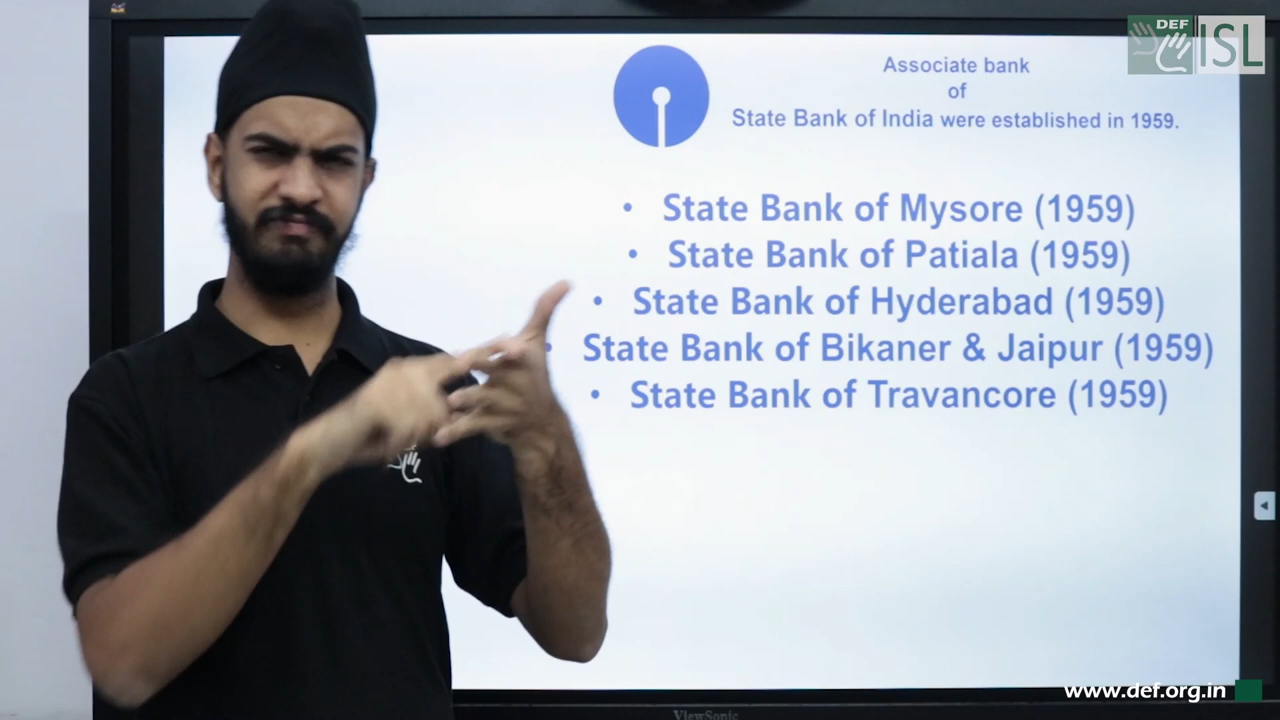 DEF
ISL
Associate bank
of
State Bank of India were established in 1959.
• State Bank of Mysore (1959)
• State Bank of Patiala (1959)
• State Bank of Hyderabad (1959)
• State Bank of Bikaner & Jaipur (1959)
• State Bank of Travancore (1959)
www.def.org.in
ViewSonic